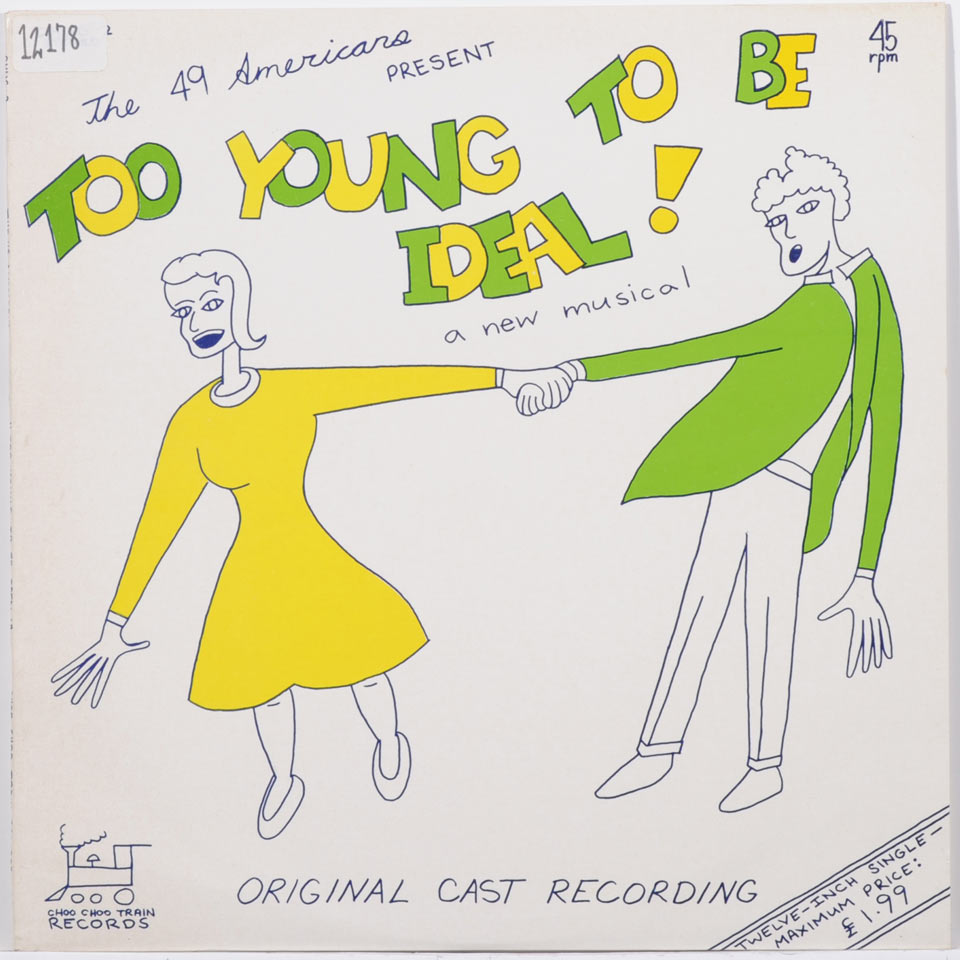 12178
2
The 49 Americans
PRESENT
TOO YOUNG TO BE
IDEAL!
a new musical
45
rpm
CHOO CHOO TRAIN
RECORDS
ORIGINAL CAST RECORDING
TWELVE-INCH SINGLE-
MAXIMUM PRICE:
£1.99